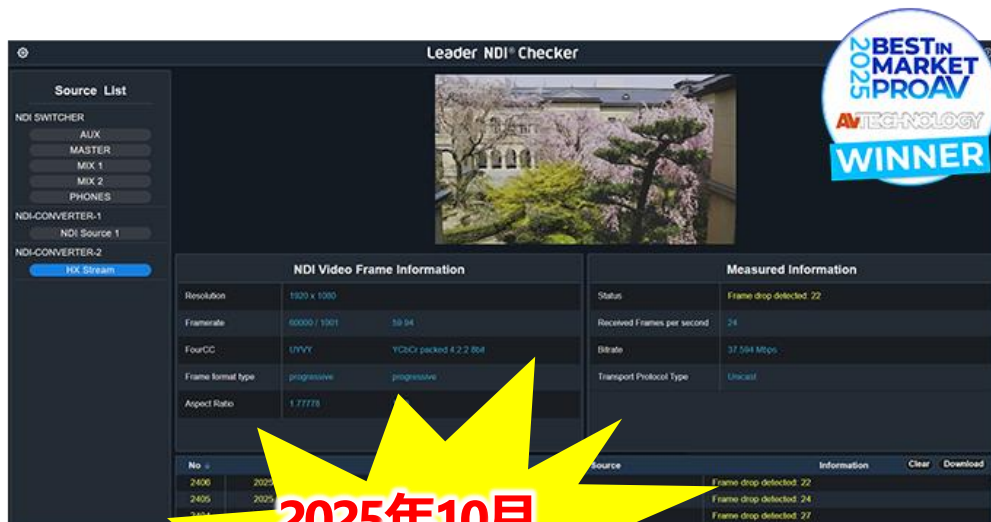 Leader NDI® Checker
2025
BEST IN
MARKET
PROAV
AVTECHNOLOGY
WINNER
Source List
NDI SWITCHER
AUX
MASTER
MIX 1
MIX 2
PHONES
NDI-CONVERTER-1
NDI Source 1
NDI-CONVERTER-2
HX Stream
NDI Video Frame Information
Resolution 1920 x 1080
Framerate 60000 / 1001 59.94
FourCC UYVY YCbCr packed 4:2:2 8bit
Frame format type progressive progressive
Aspect Ratio 1.77778
Measured Information
Status Frame drop detected: 22
Received Frames per second 24
Bitrate 37.594 Mbps
Transport Protocol Type Unicast
No Source Information Clear Download
2406 2025 Frame drop detected: 22
2405 2025 Frame drop detected: 24
2404 Frame drop detected: 27
2025年10月